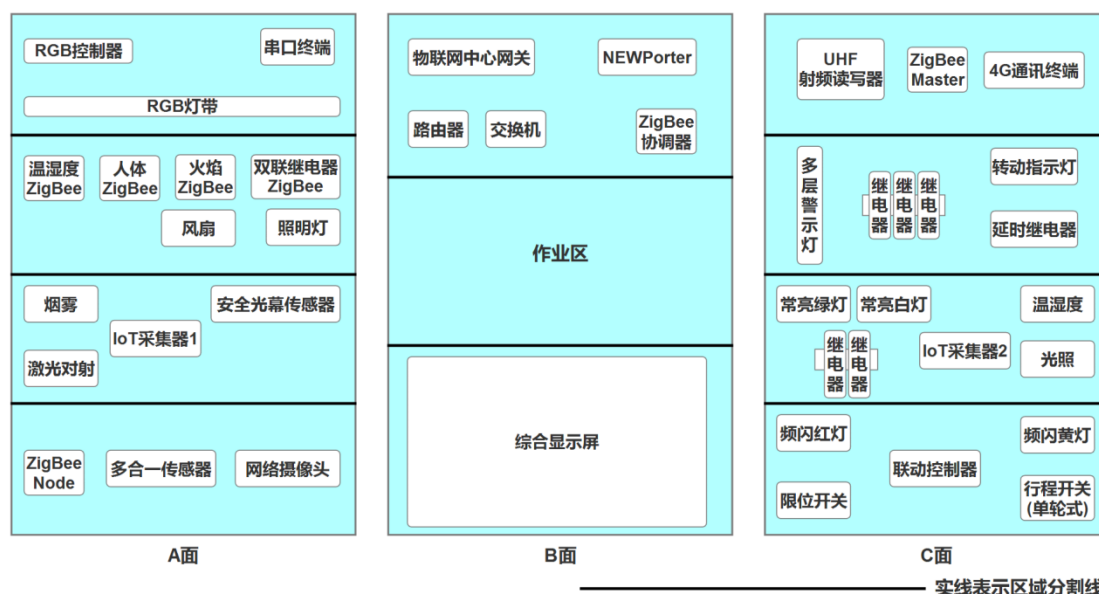 RGB控制器
串口终端
RGB灯带
温湿度
ZigBee
人体
ZigBee
火焰
ZigBee
双联继电器
ZigBee
风扇
照明灯
烟雾
安全光幕传感器
IoT采集器1
激光对射
ZigBee
Node
多合一传感器
网络摄像头
A面
物联网中心网关
NEWPorter
路由器
交换机
ZigBee
协调器
作业区
综合显示屏
B面
UHF
射频读写器
ZigBee
Master
4G通讯终端
多层警示灯
继电器
继电器
继电器
转动指示灯
延时继电器
常亮绿灯
常亮白灯
温湿度
继电器
继电器
IoT采集器2
光照
频闪红灯
频闪黄灯
联动控制器
限位开关
行程开关
(单轮式)
C面
实线表示区域分割线